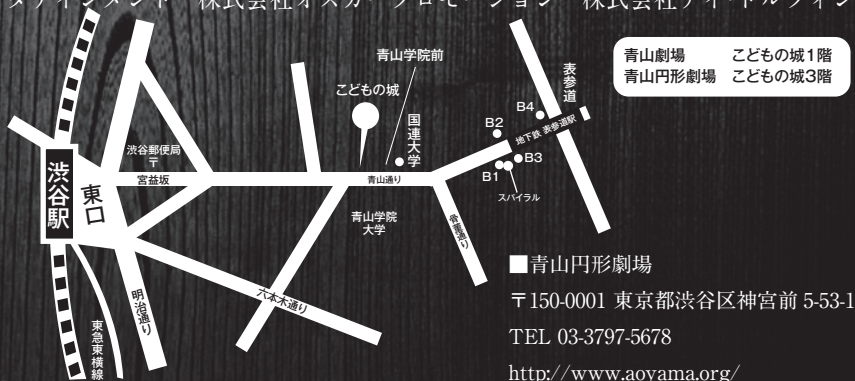 タテインメント　株式会社オスカープロモーション　株式会社アイ・ドルフィン
青山劇場　こどもの城1階
青山円形劇場　こどもの城3階
青山学院前
こどもの城
国連大学
表参道
B4
B2
地下鉄 表参道駅
B3
B1
スパイラル
渋谷郵便局
〒
宮益坂
青山通り
渋谷駅
東口
青山学院
大学
骨董通り
六本木通り
明治通り
東急東横線
■青山円形劇場
〒150-0001 東京都渋谷区神宮前 5-53-1
TEL 03-3797-5678
http://www.aoyama.org/